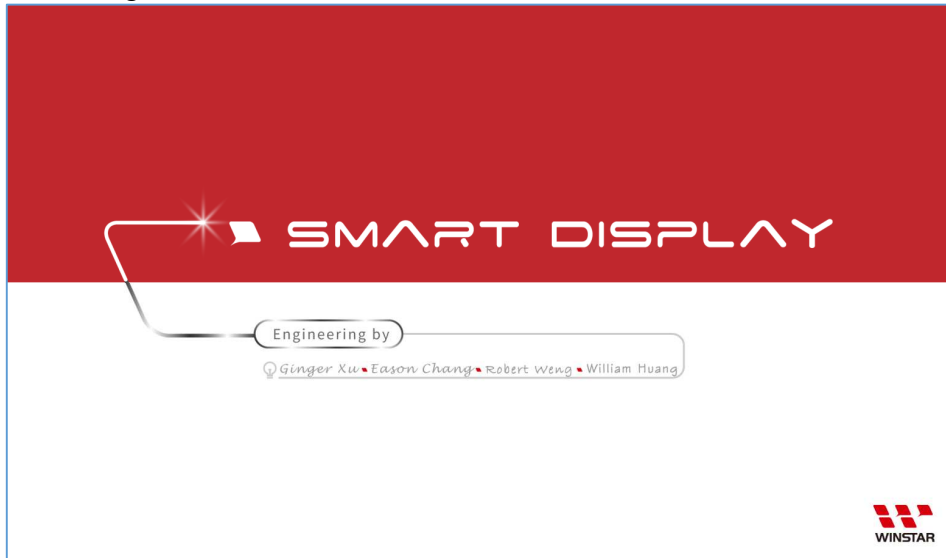 SMART DISPLAY
Engineering by
Ginger Xu Eason Chang Robert Weng William Huang
WINSTAR